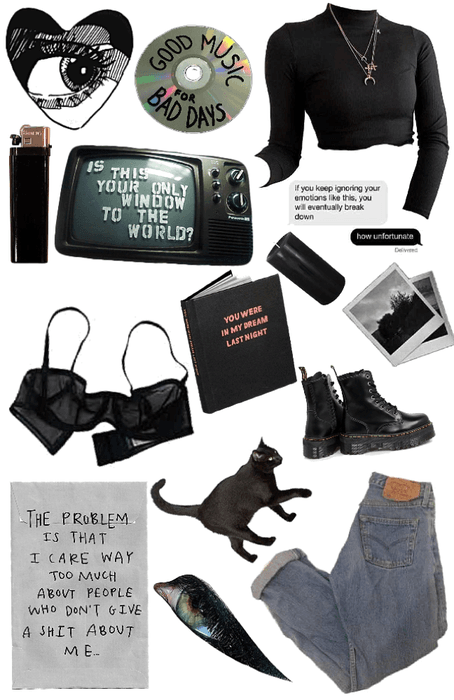 GOOD MUSIC
FOR
BAD DAYS
IS THIS
YOUR ONLY
WINDOW
TO THE
WORLD?
Panasonic
If you keep ignoring your
emotions like this, you
will eventually break
down
how unfortunate
Delivered
YOU WERE
IN MY DREAM
LAST NIGHT
THE PROBLEM
IS THAT
I CARE WAY
TOO MUCH
ABOUT PEOPLE
WHO DON'T GIVE
A SHIT ABOUT
ME...